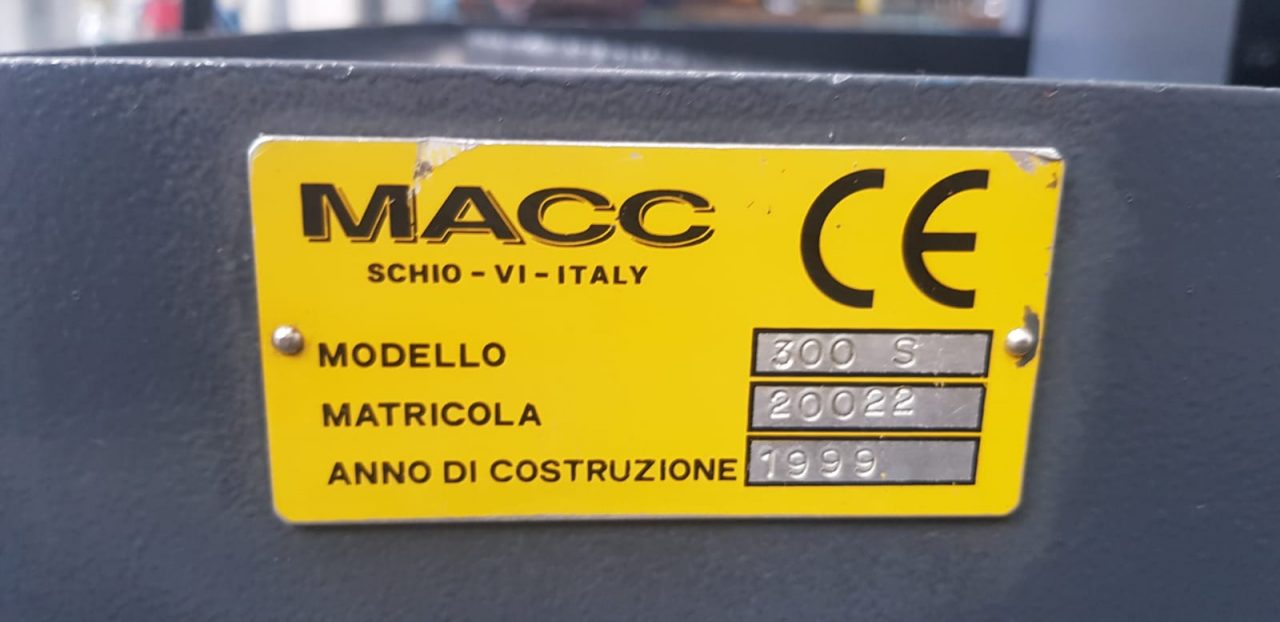 MACC
CE
SCHIO - VI - ITALY
MODELLO 300 S
MATRICOLA 20022
ANNO DI COSTRUZIONE 1999